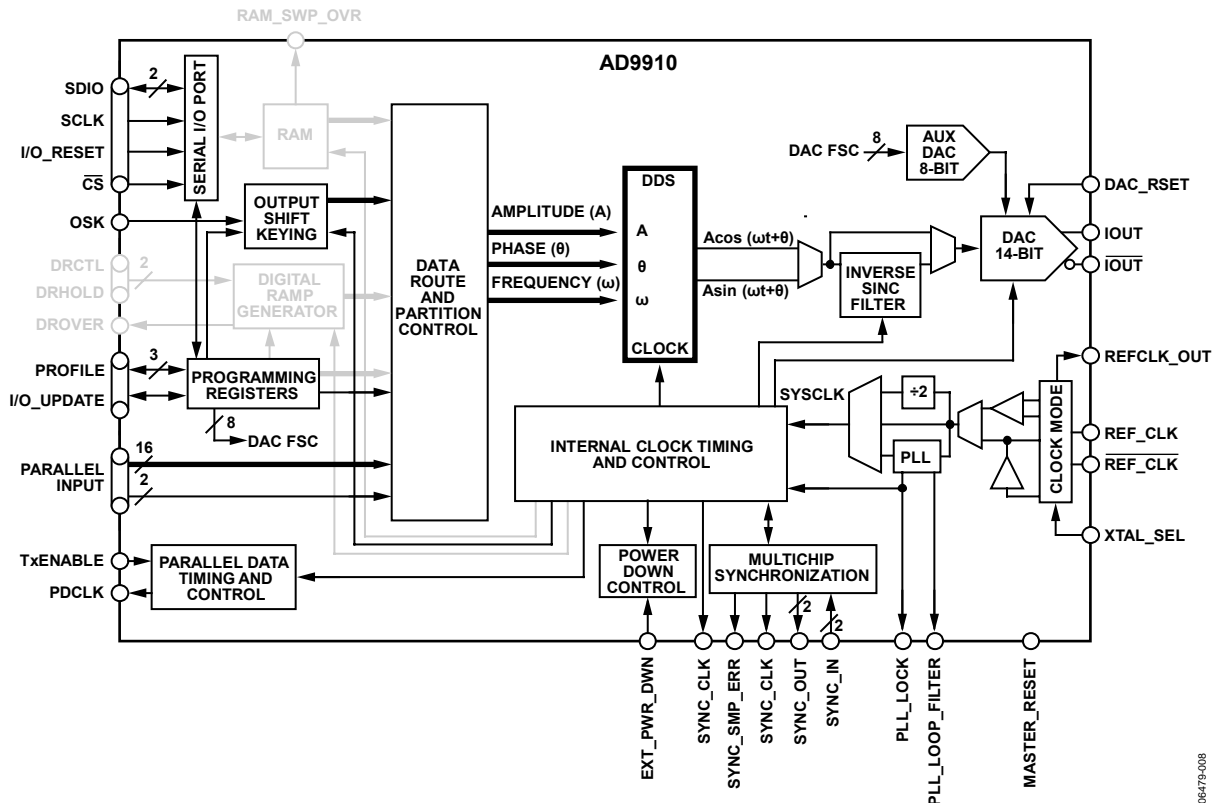 RAM_SWP_OVR
AD9910
SDIO
2
SCLK
I/O_RESET
CS
SERIAL I/O PORT
RAM
OSK
OUTPUT
SHIFT
KEYING
DRCTL
2
DRHOLD
DROVER
DIGITAL
RAMP
GENERATOR
PROFILE
3
I/O_UPDATE
PROGRAMMING
REGISTERS
8
DAC FSC
PARALLEL
INPUT
16
2
TxENABLE
PDCLK
PARALLEL DATA
TIMING AND
CONTROL
DATA
ROUTE
AND
PARTITION
CONTROL
AMPLITUDE (A)
PHASE (θ)
FREQUENCY (ω)
DDS
A
θ
ω
CLOCK
Acos (ωt+θ)
Asin (ωt+θ)
INVERSE
SINC
FILTER
DAC FSC
8
AUX
DAC
8-BIT
DAC
14-BIT
DAC_RSET
IOUT
IOUT
REFCLK_OUT
REF_CLK
REF_CLK
XTAL_SEL
CLOCK MODE
SYSCLK
÷2
PLL
INTERNAL CLOCK TIMING
AND CONTROL
POWER
DOWN
CONTROL
MULTICHIP
SYNCHRONIZATION
2
2
EXT_PWR_DWN
SYNC_CLK
SYNC_SMP_ERR
SYNC_CLK
SYNC_OUT
SYNC_IN
PLL_LOCK
PLL_LOOP_FILTER
MASTER_RESET
06479-008